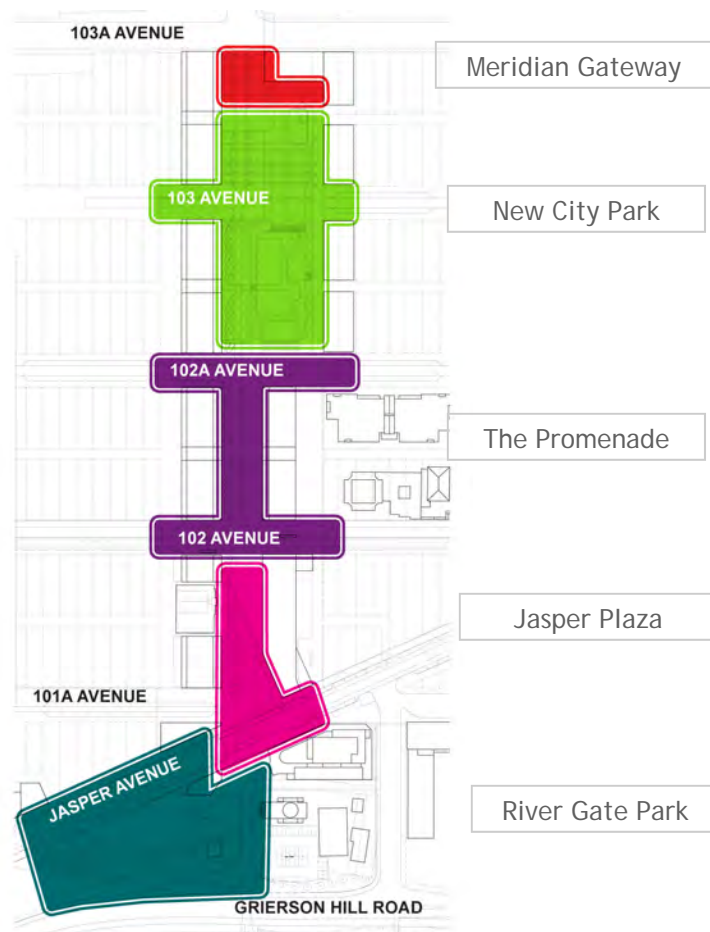 103A AVENUE
Meridian Gateway
103 AVENUE
New City Park
102A AVENUE
The Promenade
102 AVENUE
Jasper Plaza
101A AVENUE
JASPER AVENUE
River Gate Park
GRIERSON HILL ROAD